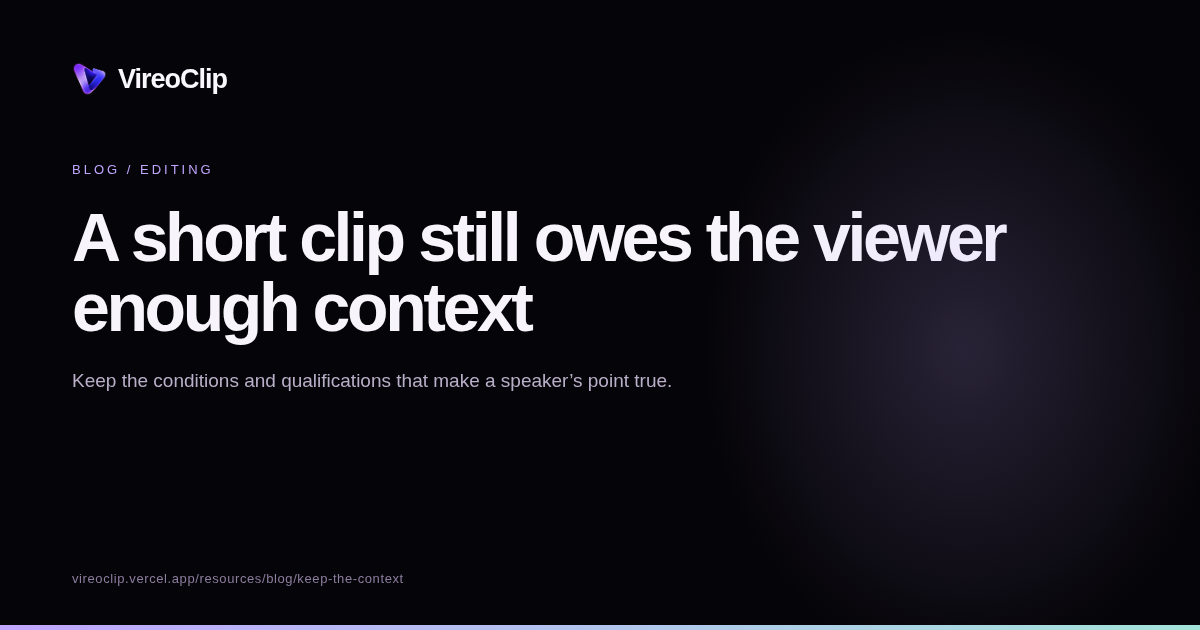 VireoClip
BLOG / EDITING
A short clip still owes the viewer
enough context
Keep the conditions and qualifications that make a speaker’s point true.
vireoclip.vercel.app/resources/blog/keep-the-context